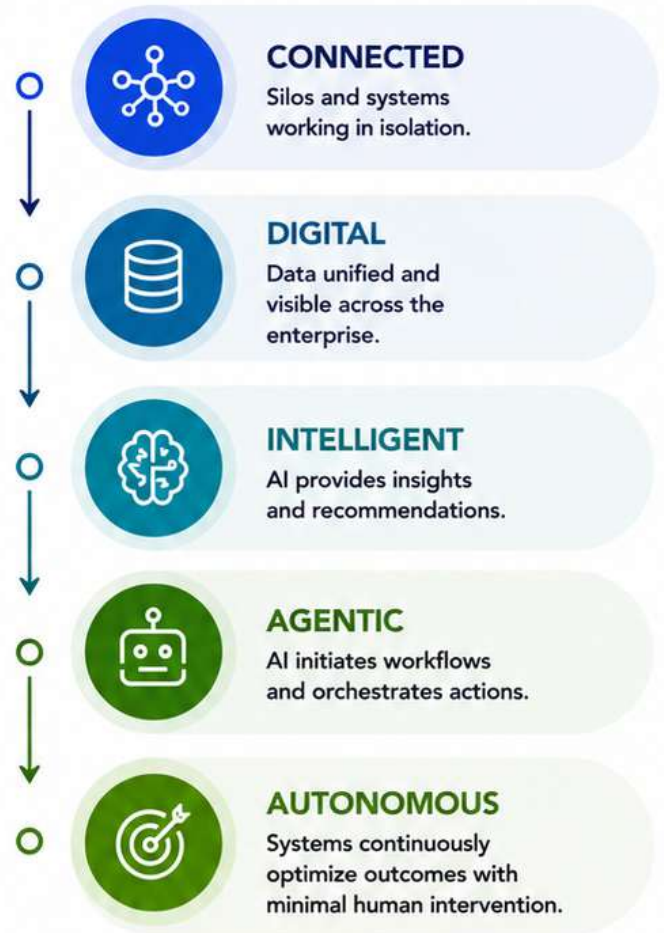 CONNECTED
Silos and systems
working in isolation.
DIGITAL
Data unified and
visible across the
enterprise.
INTELLIGENT
AI provides insights
and recommendations.
AGENTIC
AI initiates workflows
and orchestrates actions.
AUTONOMOUS
Systems continuously
optimize outcomes with
minimal human intervention.